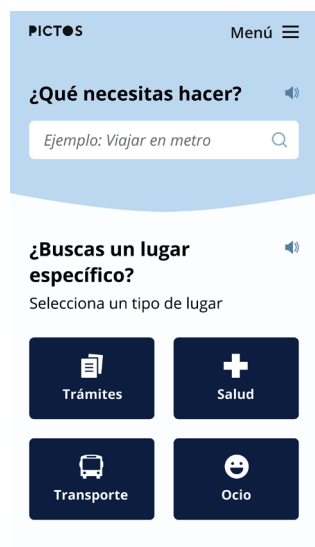 PICTOS
Menú
¿Qué necesitas hacer?
Ejemplo: Viajar en metro
¿Buscas un lugar
específico?
Selecciona un tipo de lugar
Trámites
Salud
Transporte
Ocio